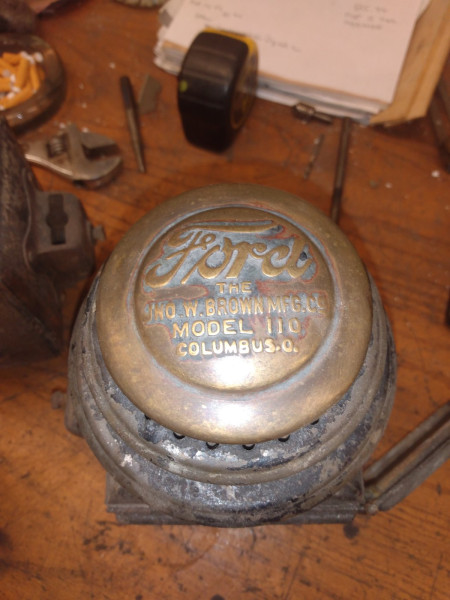 Ford
THE
JNO. W. BROWN MFG. CO
MODEL 110
COLUMBUS. O.